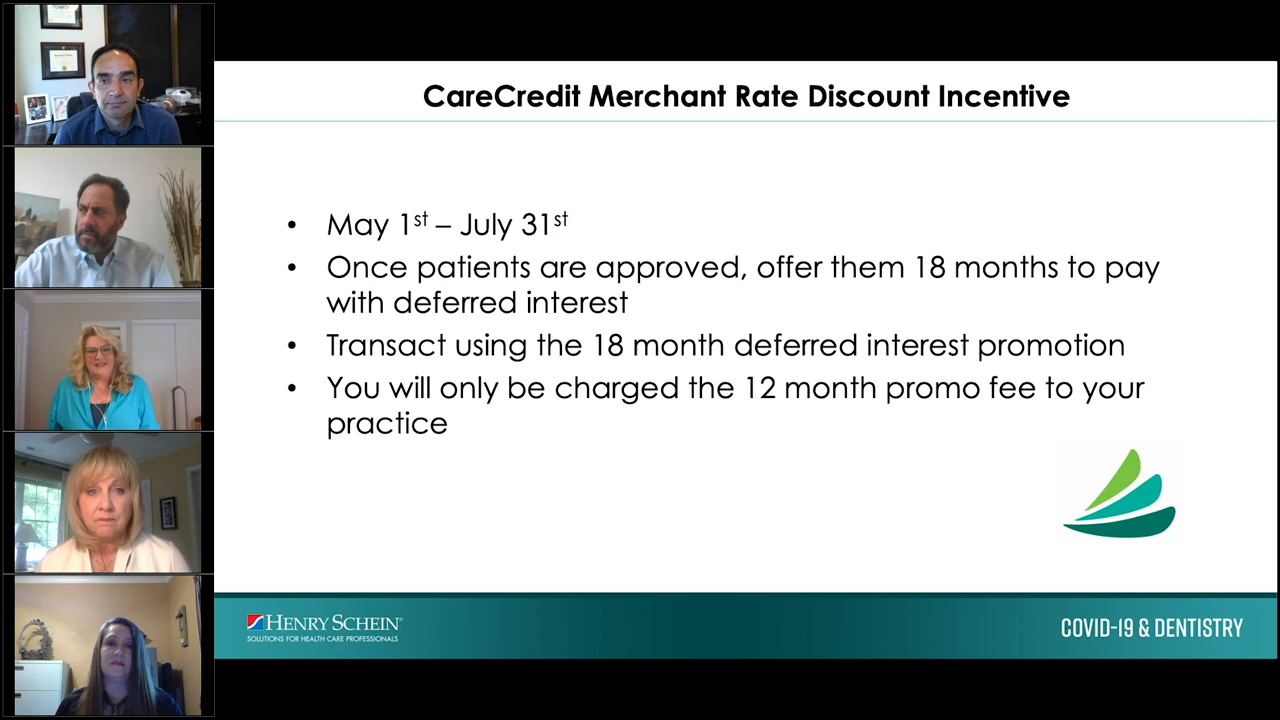 CareCredit Merchant Rate Discount Incentive
• May 1st – July 31st
• Once patients are approved, offer them 18 months to pay
with deferred interest
• Transact using the 18 month deferred interest promotion
• You will only be charged the 12 month promo fee to your
practice
HENRY SCHEIN®
SOLUTIONS FOR HEALTH CARE PROFESSIONALS
COVID-19 & DENTISTRY